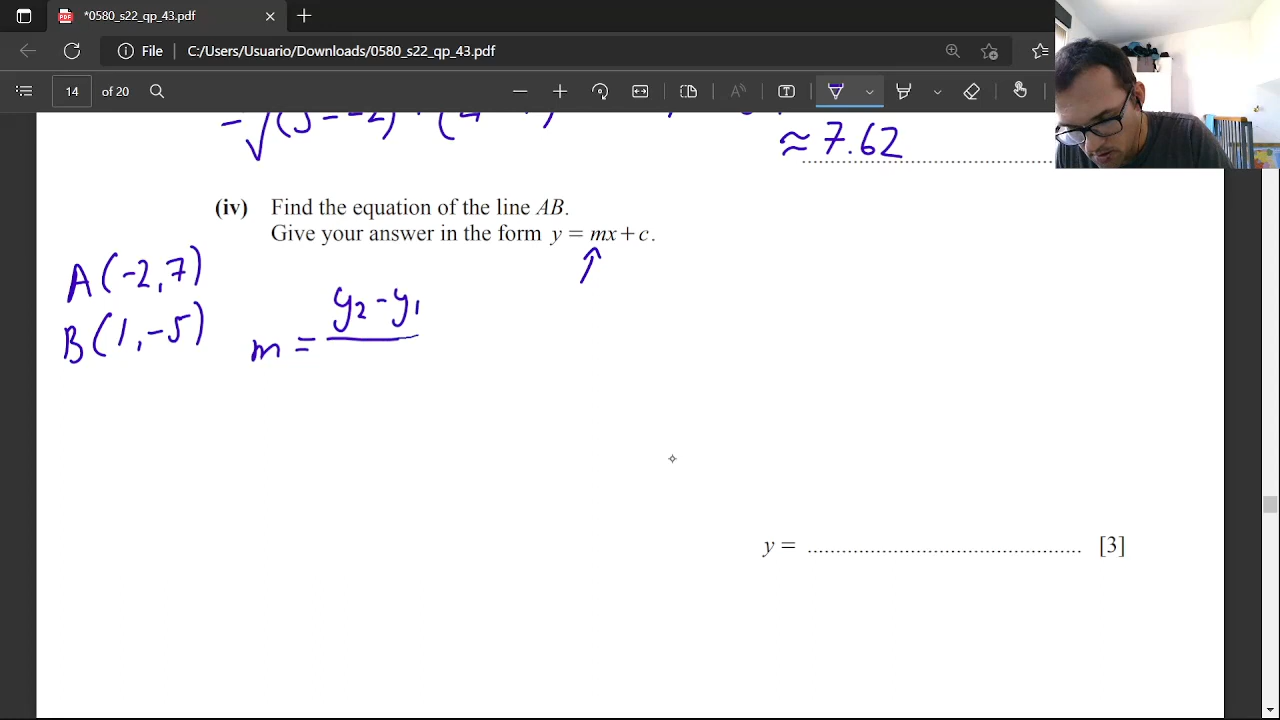 *0580_s22_qp_43.pdf
File C:/Users/Usuario/Downloads/0580_s22_qp_43.pdf
14 of 20
≈ 7.62
(iv) Find the equation of the line AB.
Give your answer in the form y = mx + c.
A(-2,7)
B(1,-5)
y₂ - y₁
m =
y = ................................................ [3]